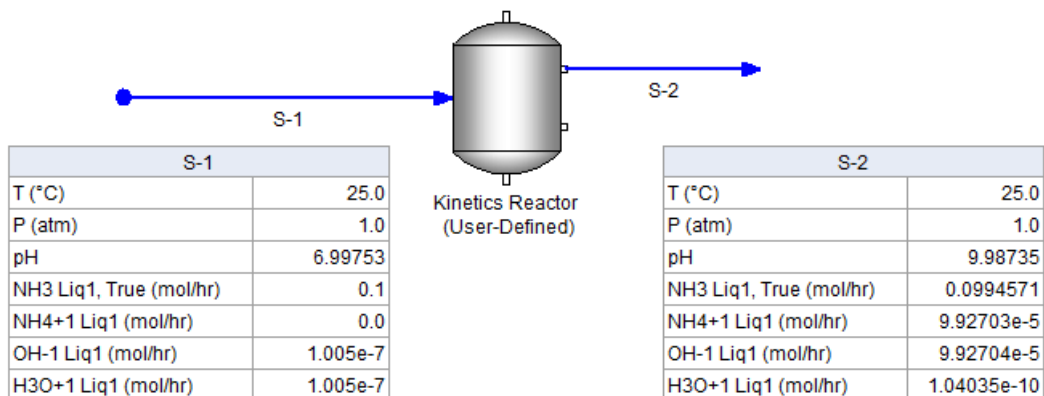 S-1
S-2
Kinetics Reactor
(User-Defined)
S-1
T (°C) 25.0
P (atm) 1.0
pH 6.99753
NH3 Liq1, True (mol/hr) 0.1
NH4+1 Liq1 (mol/hr) 0.0
OH-1 Liq1 (mol/hr) 1.005e-7
H3O+1 Liq1 (mol/hr) 1.005e-7
S-2
T (°C) 25.0
P (atm) 1.0
pH 9.98735
NH3 Liq1, True (mol/hr) 0.0994571
NH4+1 Liq1 (mol/hr) 9.92703e-5
OH-1 Liq1 (mol/hr) 9.92704e-5
H3O+1 Liq1 (mol/hr) 1.04035e-10